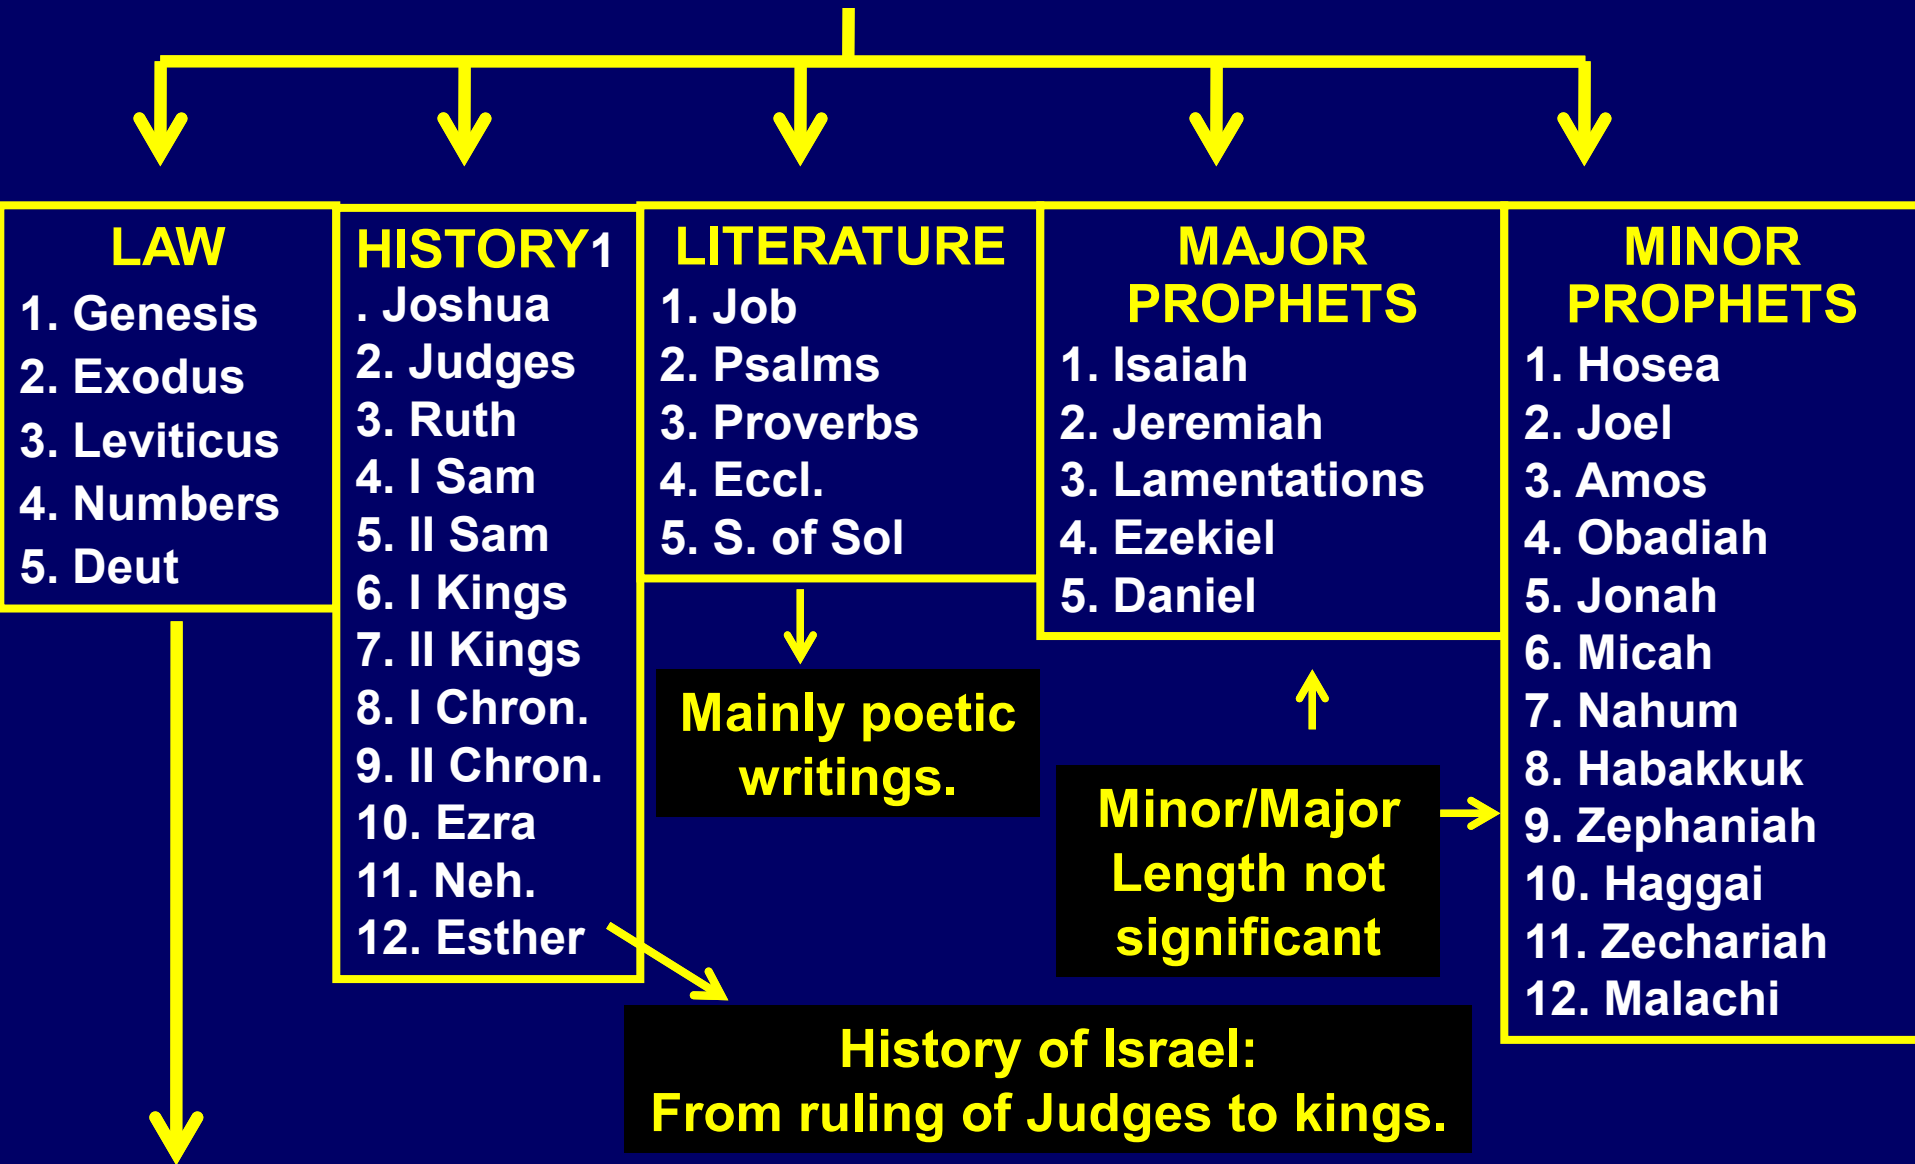 LAW
1. Genesis
2. Exodus
3. Leviticus
4. Numbers
5. Deut
HISTORY1
. Joshua
2. Judges
3. Ruth
4. I Sam
5. II Sam
6. I Kings
7. II Kings
8. I Chron.
9. II Chron.
10. Ezra
11. Neh.
12. Esther
LITERATURE
1. Job
2. Psalms
3. Proverbs
4. Eccl.
5. S. of Sol
MAJOR
PROPHETS
1. Isaiah
2. Jeremiah
3. Lamentations
4. Ezekiel
5. Daniel
MINOR
PROPHETS
1. Hosea
2. Joel
3. Amos
4. Obadiah
5. Jonah
6. Micah
7. Nahum
8. Habakkuk
9. Zephaniah
10. Haggai
11. Zechariah
12. Malachi
Mainly poetic
writings.
Minor/Major
Length not
significant
History of Israel:
From ruling of Judges to kings.